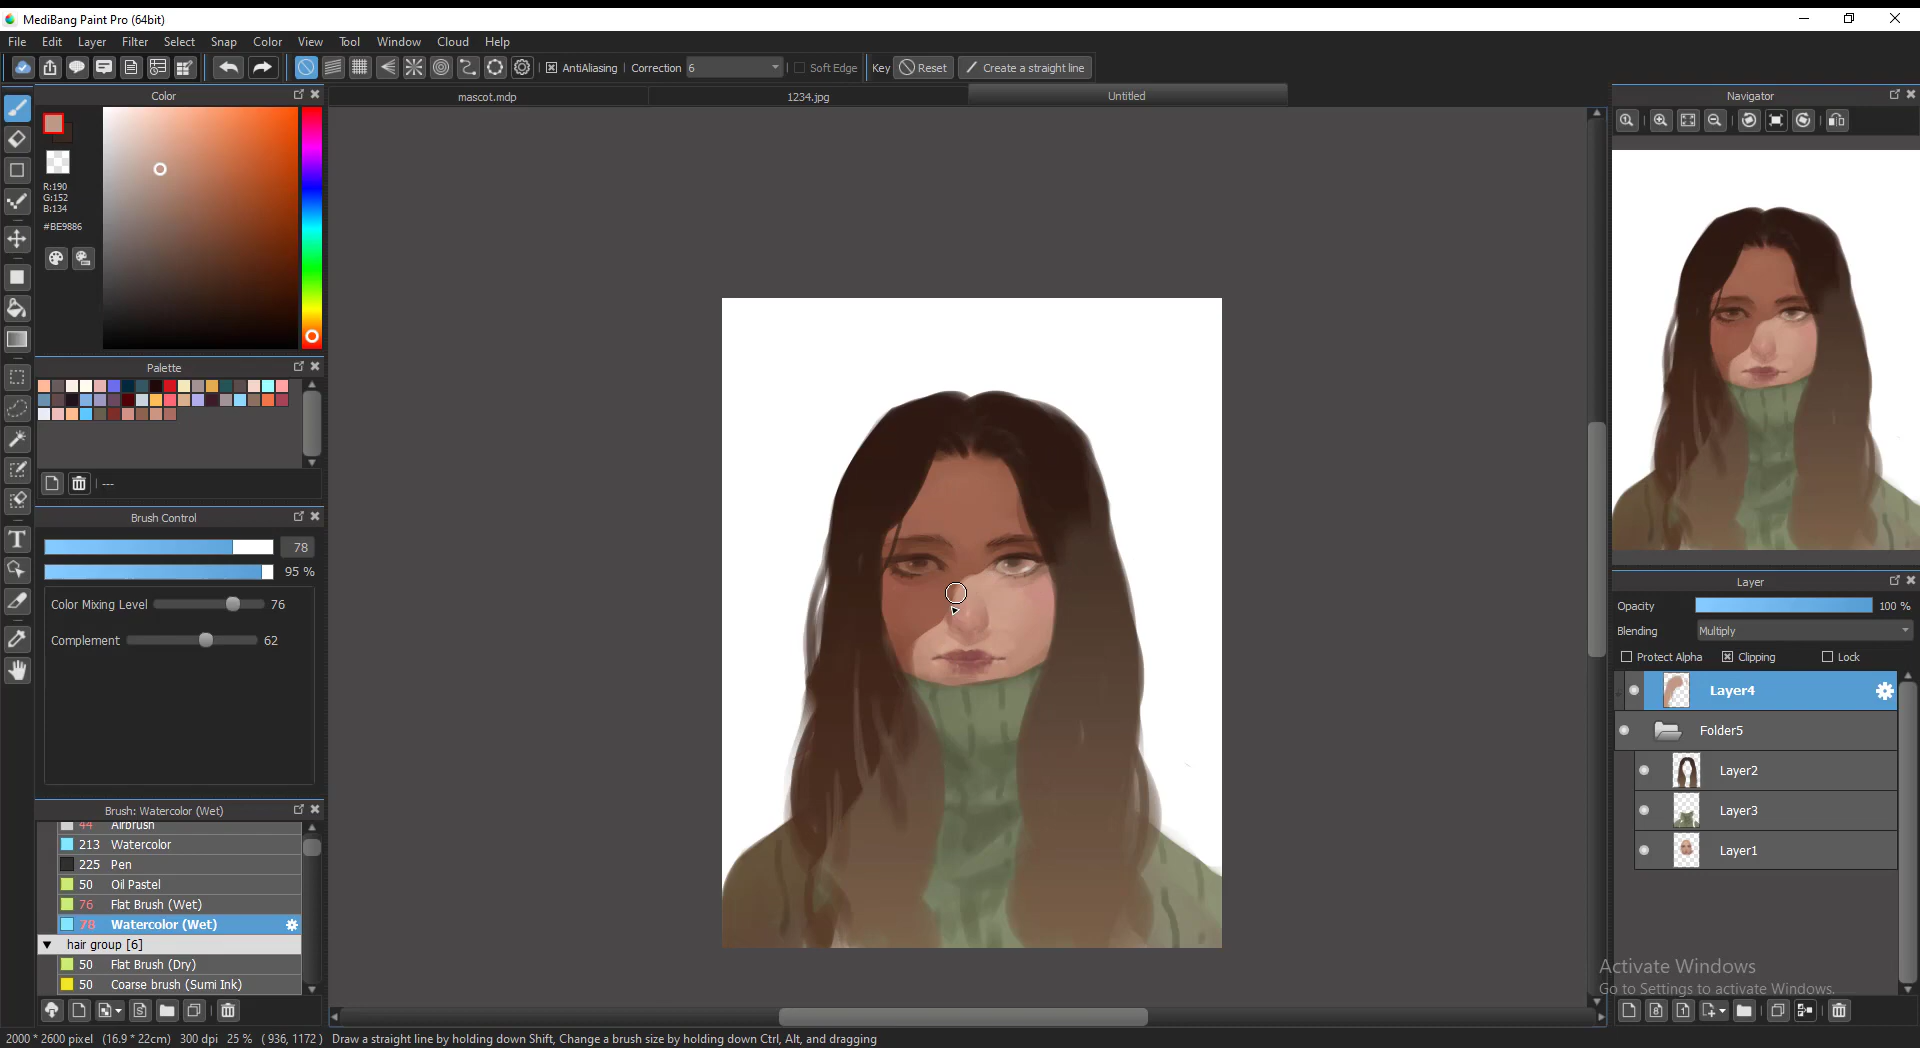 MediBang Paint Pro (64bit)
File Edit Layer Filter Select Snap Color View Tool Window Cloud Help
AntiAliasing Correction 6 Soft Edge Key Reset Create a straight line
Color
mascot.mdp 1234.jpg Untitled
Navigator
R:190
G:152
B:134
#BE9886
Palette
---
Brush Control
78
95 %
Color Mixing Level 76
Complement 62
Brush: Watercolor (Wet)
44 Airbrush
213 Watercolor
225 Pen
50 Oil Pastel
76 Flat Brush (Wet)
78 Watercolor (Wet)
hair group [6]
50 Flat Brush (Dry)
50 Coarse brush (Sumi Ink)
Layer
Opacity 100 %
Blending Multiply
Protect Alpha Clipping Lock
Layer4
Folder5
Layer2
Layer3
Layer1
Activate Windows
Go to Settings to activate Windows.
2000 * 2600 pixel (16.9 * 22cm) 300 dpi 25 % ( 936, 1172 ) Draw a straight line by holding down Shift, Change a brush size by holding down Ctrl, Alt, and dragging